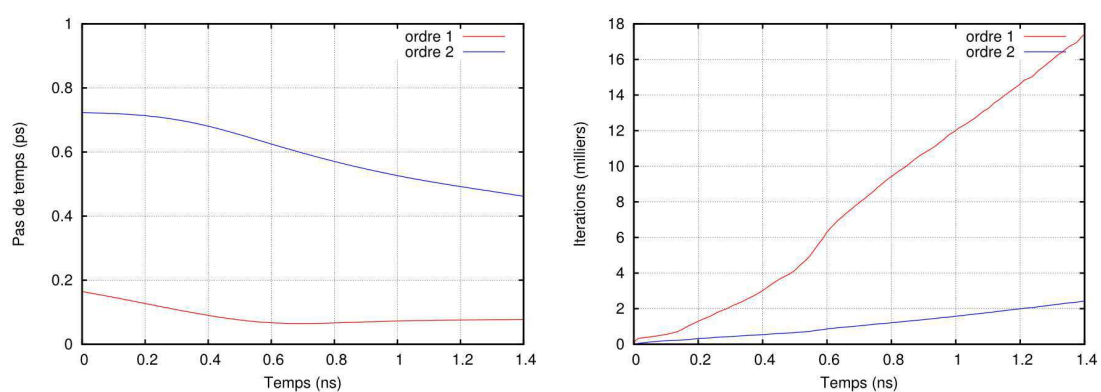 1
0.8
0.6
0.4
0.2
0
0 0.2 0.4 0.6 0.8 1 1.2 1.4
Pas de temps (ps)
Temps (ns)
ordre 1
ordre 2
18
16
14
12
10
8
6
4
2
0
0 0.2 0.4 0.6 0.8 1 1.2 1.4
Iterations (milliers)
Temps (ns)
ordre 1
ordre 2